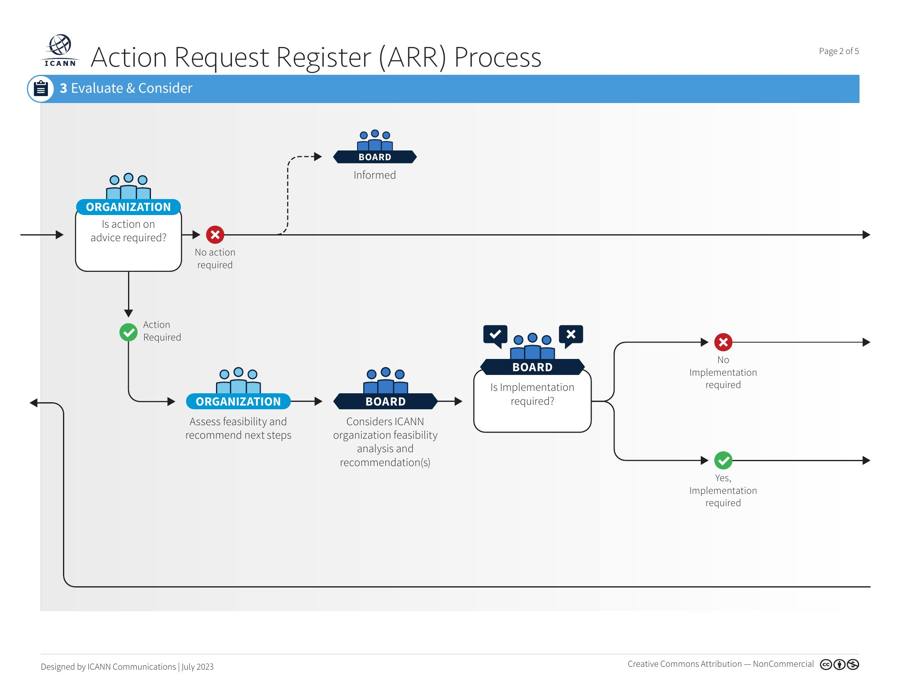 ICANN
Action Request Register (ARR) Process
Page 2 of 5
3 Evaluate & Consider
BOARD
Informed
ORGANIZATION
Is action on
advice required?
No action
required
Action
Required
ORGANIZATION
Assess feasibility and
recommend next steps
BOARD
Considers ICANN
organization feasibility
analysis and
recommendation(s)
BOARD
Is Implementation
required?
No
Implementation
required
Yes,
Implementation
required
Designed by ICANN Communications | July 2023
Creative Commons Attribution — NonCommercial